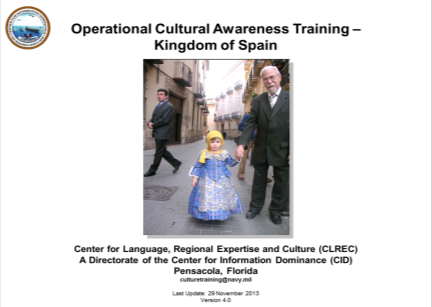 Operational Cultural Awareness Training –
Kingdom of Spain
Center for Language, Regional Expertise and Culture (CLREC)
A Directorate of the Center for Information Dominance (CID)
Pensacola, Florida
culturetraining@navy.mil
Last Update: 29 November 2013
Version 4.0